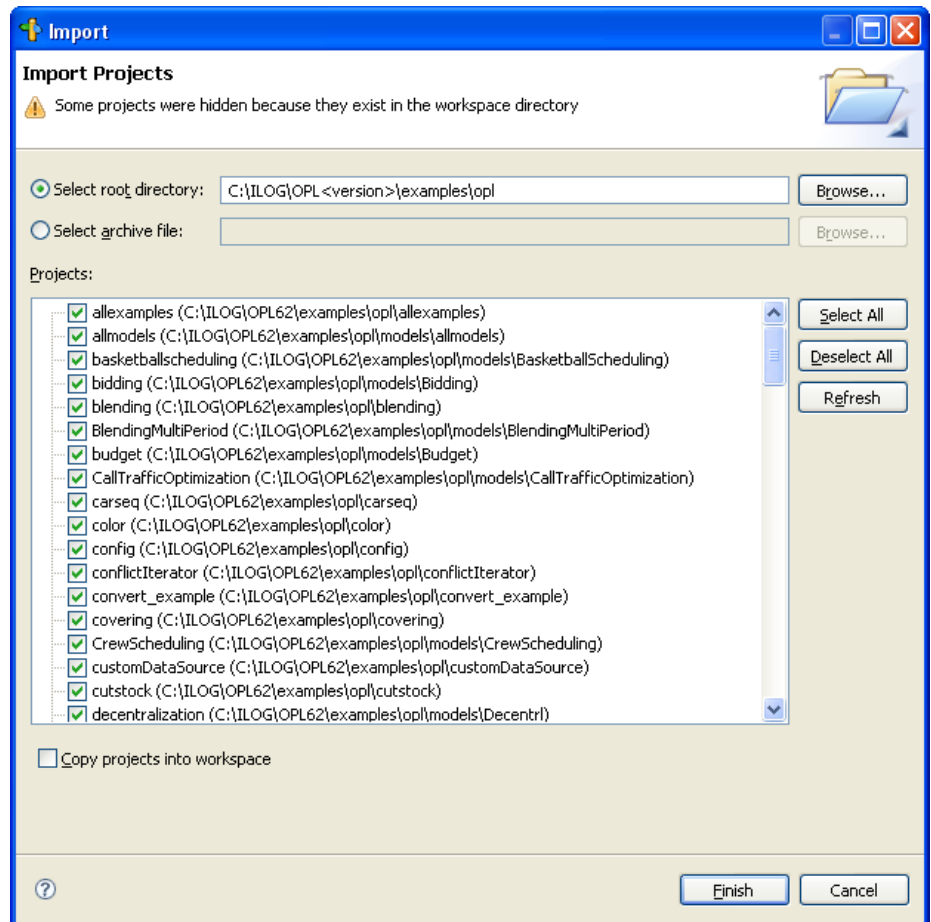 Import
Import Projects
Some projects were hidden because they exist in the workspace directory
Select root directory:
C:\ILOG\OPL<version>\examples\opl
Browse...
Select archive file:
Browse...
Projects:
allexamples (C:\ILOG\OPL62\examples\opl\allexamples)
allmodels (C:\ILOG\OPL62\examples\opl\models\allmodels)
basketballscheduling (C:\ILOG\OPL62\examples\opl\models\BasketballScheduling)
bidding (C:\ILOG\OPL62\examples\opl\models\Bidding)
blending (C:\ILOG\OPL62\examples\opl\blending)
BlendingMultiPeriod (C:\ILOG\OPL62\examples\opl\models\BlendingMultiPeriod)
budget (C:\ILOG\OPL62\examples\opl\models\Budget)
CallTrafficOptimization (C:\ILOG\OPL62\examples\opl\models\CallTrafficOptimization)
carseq (C:\ILOG\OPL62\examples\opl\carseq)
color (C:\ILOG\OPL62\examples\opl\color)
config (C:\ILOG\OPL62\examples\opl\config)
conflictIterator (C:\ILOG\OPL62\examples\opl\conflictIterator)
convert_example (C:\ILOG\OPL62\examples\opl\convert_example)
covering (C:\ILOG\OPL62\examples\opl\covering)
CrewScheduling (C:\ILOG\OPL62\examples\opl\models\CrewScheduling)
customDataSource (C:\ILOG\OPL62\examples\opl\customDataSource)
cutstock (C:\ILOG\OPL62\examples\opl\cutstock)
decentralization (C:\ILOG\OPL62\examples\opl\models\Decentrl)
Select All
Deselect All
Refresh
Copy projects into workspace
?
Finish
Cancel